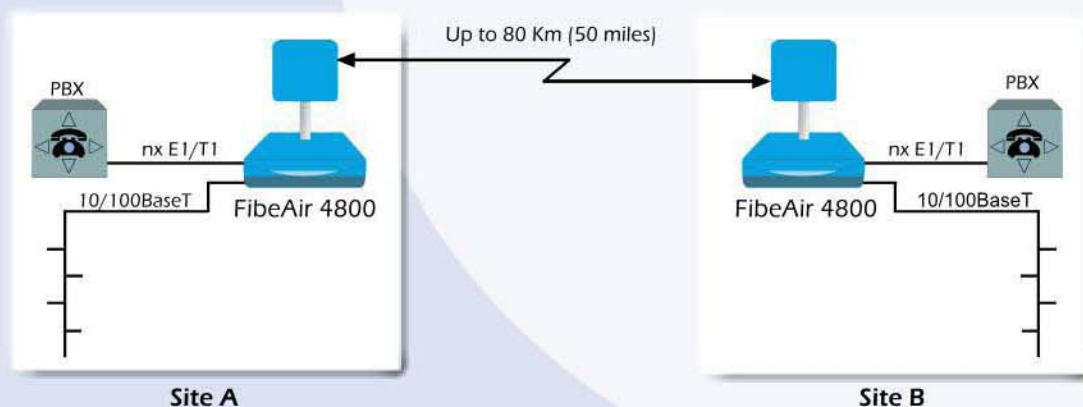 Up to 80 Km (50 miles)
PBX
nx E1/T1
10/100BaseT
FibeAir 4800
Site A
PBX
nx E1/T1
10/100BaseT
FibeAir 4800
Site B